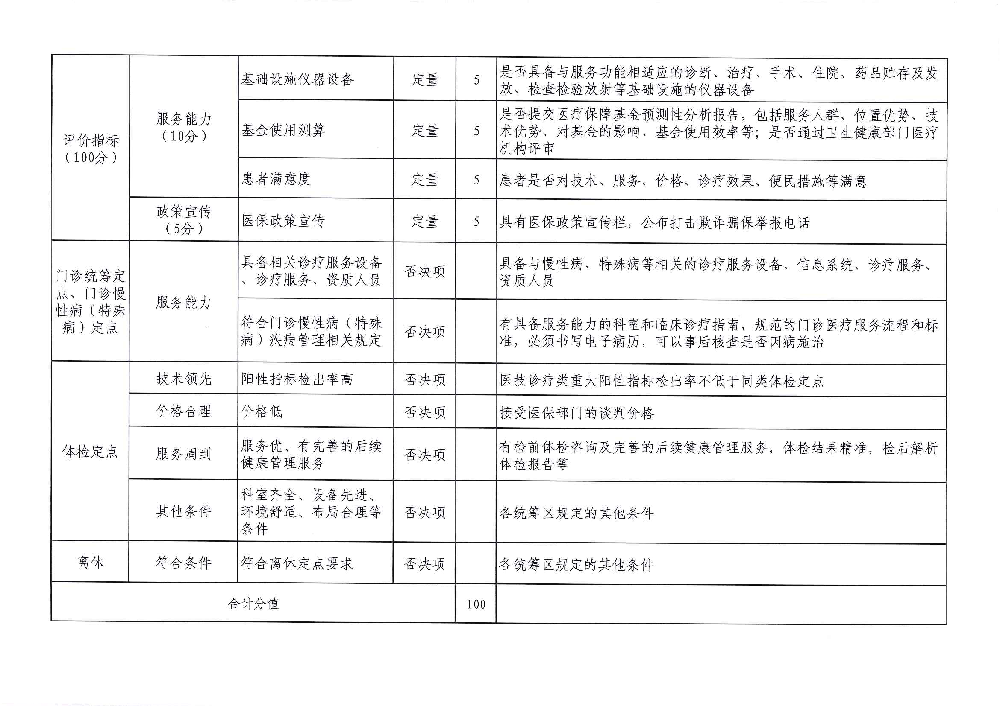 评价指标
（100分）
服务能力
（10分）
基础设施仪器设备
定量
5
是否具备与服务功能相适应的诊断、治疗、手术、住院、药品贮存及发
放、检查检验放射等基础设施的仪器设备
基金使用测算
定量
5
是否提交医疗保障基金预测性分析报告，包括服务人群、位置优势、技
术优势、对基金的影响、基金使用效率等；是否通过卫生健康部门医疗
机构评审
患者满意度
定量
5
患者是否对技术、服务、价格、诊疗效果、便民措施等满意
政策宣传
（5分）
医保政策宣传
定量
5
具有医保政策宣传栏，公布打击欺诈骗保举报电话
门诊统筹定
点、门诊慢
性病（特殊
病）定点
服务能力
具备相关诊疗服务设备
、诊疗服务、资质人员
否决项
具备与慢性病、特殊病等相关的诊疗服务设备、信息系统、诊疗服务、
资质人员
符合门诊慢性病（特殊
病）疾病管理相关规定
否决项
有具备服务能力的科室和临床诊疗指南，规范的门诊医疗服务流程和标
准，必须书写电子病历，可以事后核查是否因病施治
体检定点
技术领先
阳性指标检出率高
否决项
医技诊疗类重大阳性指标检出率不低于同类体检定点
价格合理
价格低
否决项
接受医保部门的谈判价格
服务周到
服务优、有完善的后续
健康管理服务
否决项
有检前体检咨询及完善的后续健康管理服务，体检结果精准，检后解析
体检报告等
其他条件
科室齐全、设备先进、
环境舒适、布局合理等
条件
否决项
各统筹区规定的其他条件
离休
符合条件
符合离休定点要求
否决项
各统筹区规定的其他条件
合计分值
100